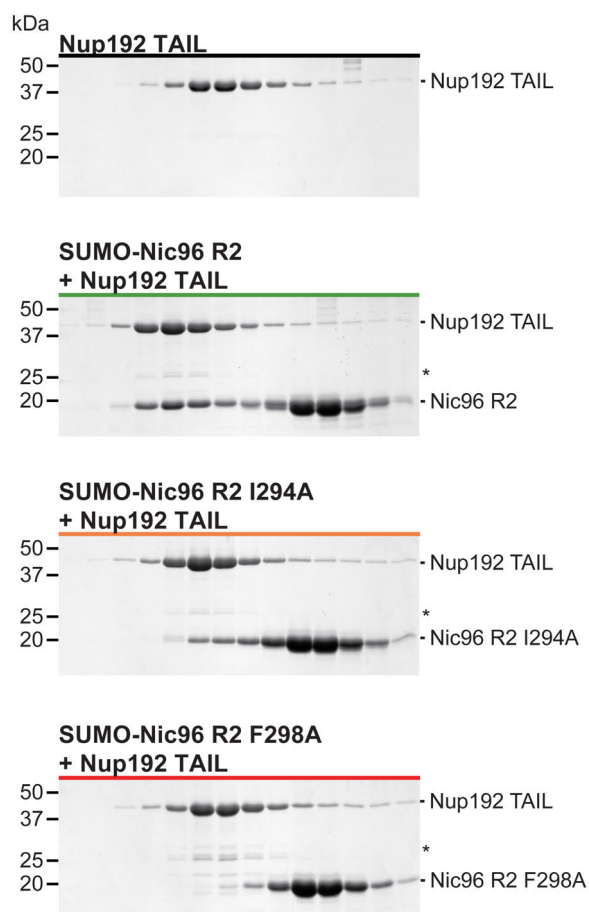 kDa
Nup192 TAIL
50
37
25
20
Nup192 TAIL
SUMO-Nic96 R2
+ Nup192 TAIL
50
37
25
20
Nup192 TAIL
*
Nic96 R2
SUMO-Nic96 R2 I294A
+ Nup192 TAIL
50
37
25
20
Nup192 TAIL
*
Nic96 R2 I294A
SUMO-Nic96 R2 F298A
+ Nup192 TAIL
50
37
25
20
Nup192 TAIL
*
Nic96 R2 F298A